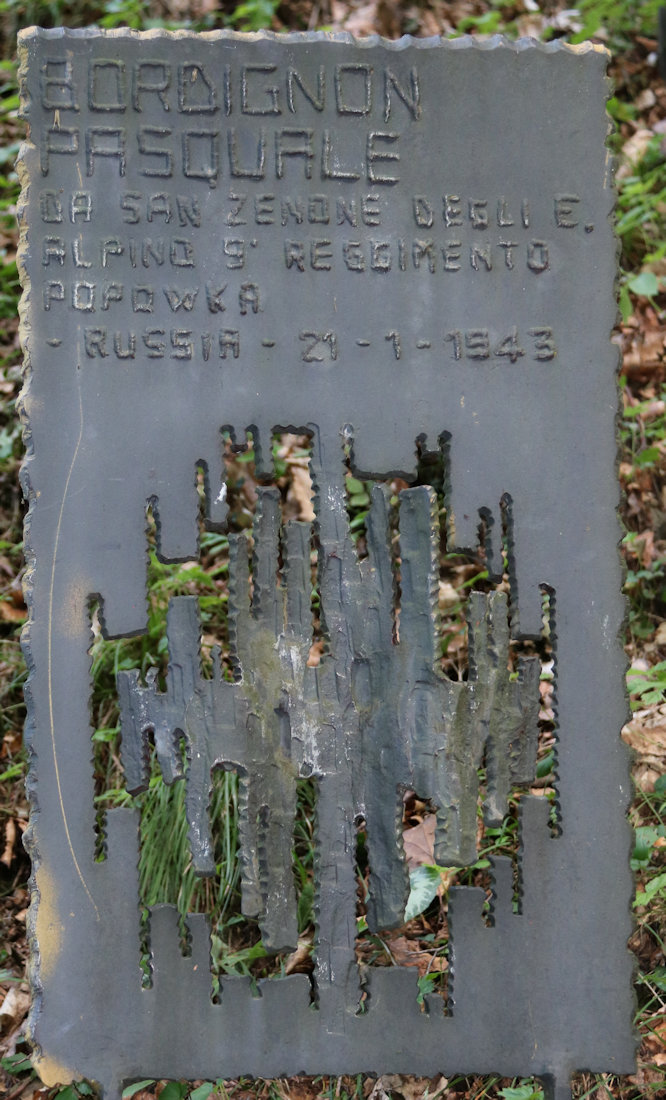 BORDIGNON
PASQUALE
DA SAN ZENONE DEGLI E.
ALPINO 9° REGGIMENTO
POPOWKA
- RUSSIA - 21 - 1 - 1943